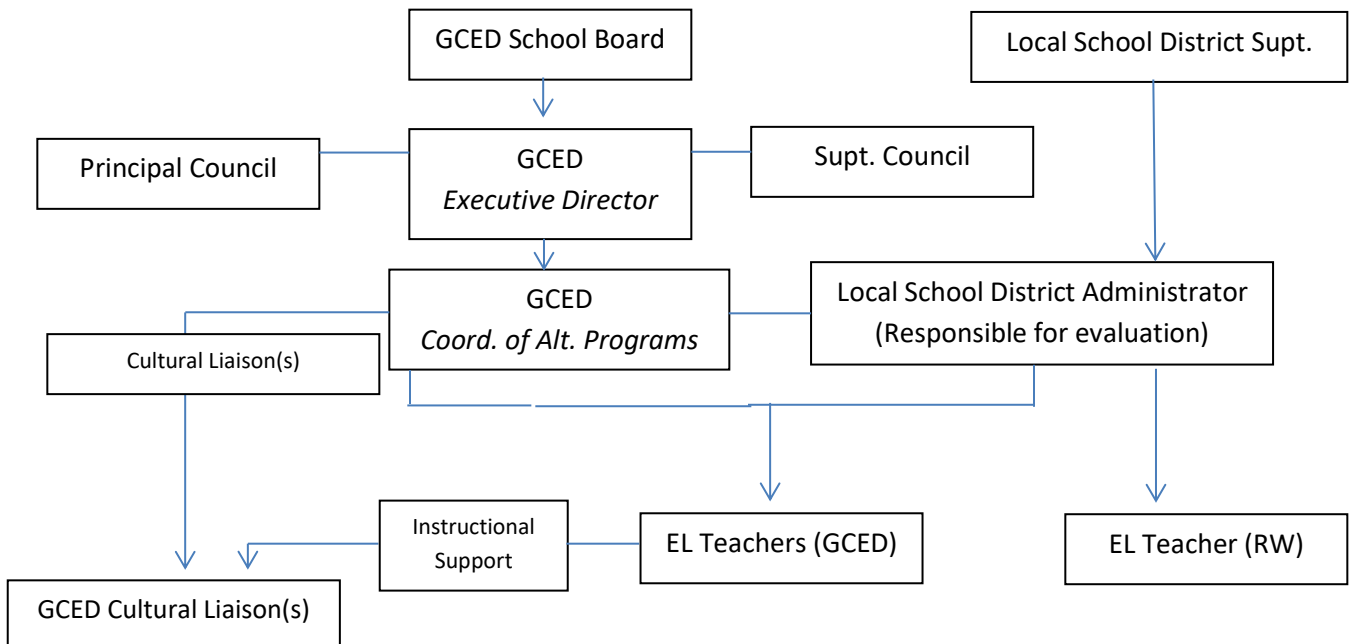 GCED School Board
Local School District Supt.
Principal Council
GCED
Executive Director
Supt. Council
GCED
Coord. of Alt. Programs
Local School District Administrator
(Responsible for evaluation)
Cultural Liaison(s)
Instructional
Support
EL Teachers (GCED)
EL Teacher (RW)
GCED Cultural Liaison(s)